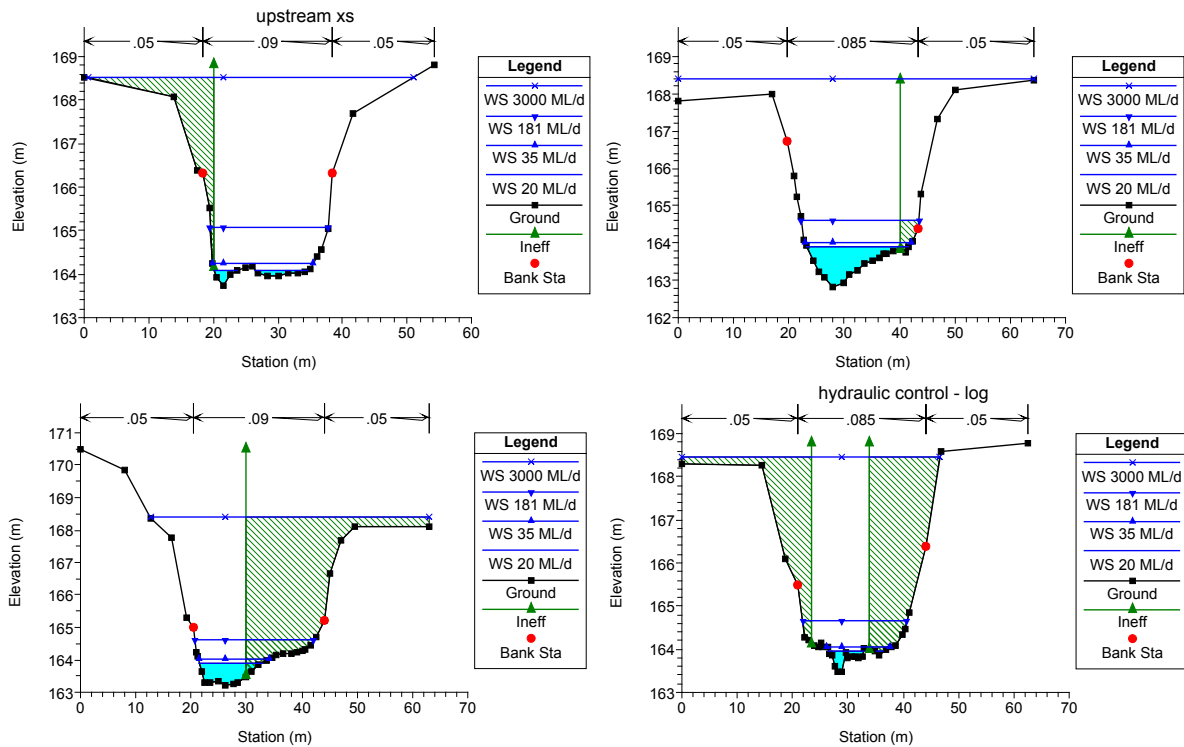 upstream xs
.05 .09 .05
169
168
167
166
165
164
163
0 10 20 30 40 50 60
Station (m)
Elevation (m)
Legend
WS 3000 ML/d
WS 181 ML/d
WS 35 ML/d
WS 20 ML/d
Ground
Ineff
Bank Sta
.05 .085 .05
169
168
167
166
165
164
163
162
0 10 20 30 40 50 60 70
Station (m)
Elevation (m)
Legend
WS 3000 ML/d
WS 181 ML/d
WS 35 ML/d
WS 20 ML/d
Ground
Ineff
Bank Sta
.05 .09 .05
171
170
169
168
167
166
165
164
163
0 10 20 30 40 50 60 70
Station (m)
Elevation (m)
Legend
WS 3000 ML/d
WS 181 ML/d
WS 35 ML/d
WS 20 ML/d
Ground
Ineff
Bank Sta
hydraulic control - log
.05 .085 .05
169
168
167
166
165
164
163
0 10 20 30 40 50 60 70
Station (m)
Elevation (m)
Legend
WS 3000 ML/d
WS 181 ML/d
WS 35 ML/d
WS 20 ML/d
Ground
Ineff
Bank Sta